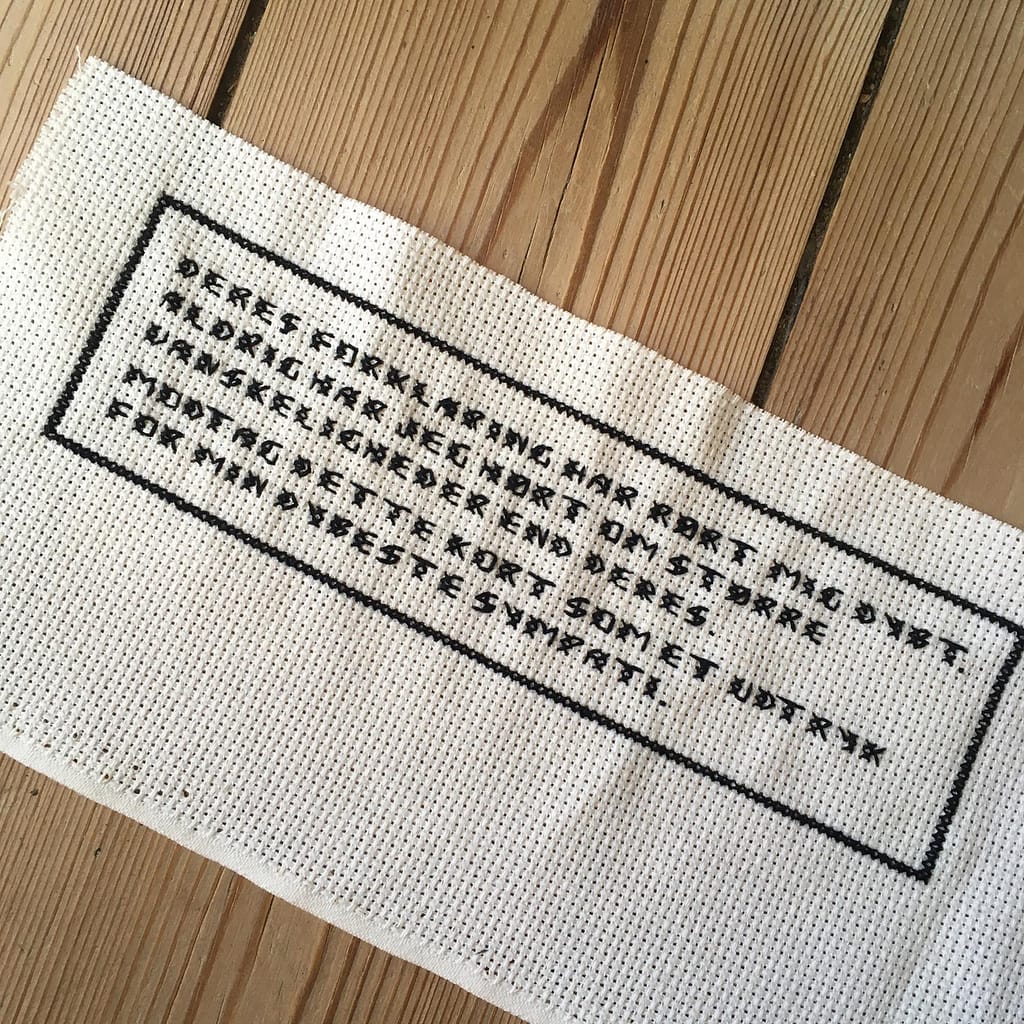 DERES FORKLARING HAR RØRT MIG DYBT.
ALDRIG HAR JEG HØRT OM STØRRE
VANSKELIGHEDER END DERES.
MODTAG DETTE KORT SOM ET UDTRYK
FOR MIN DYBESTE SYMPATI.